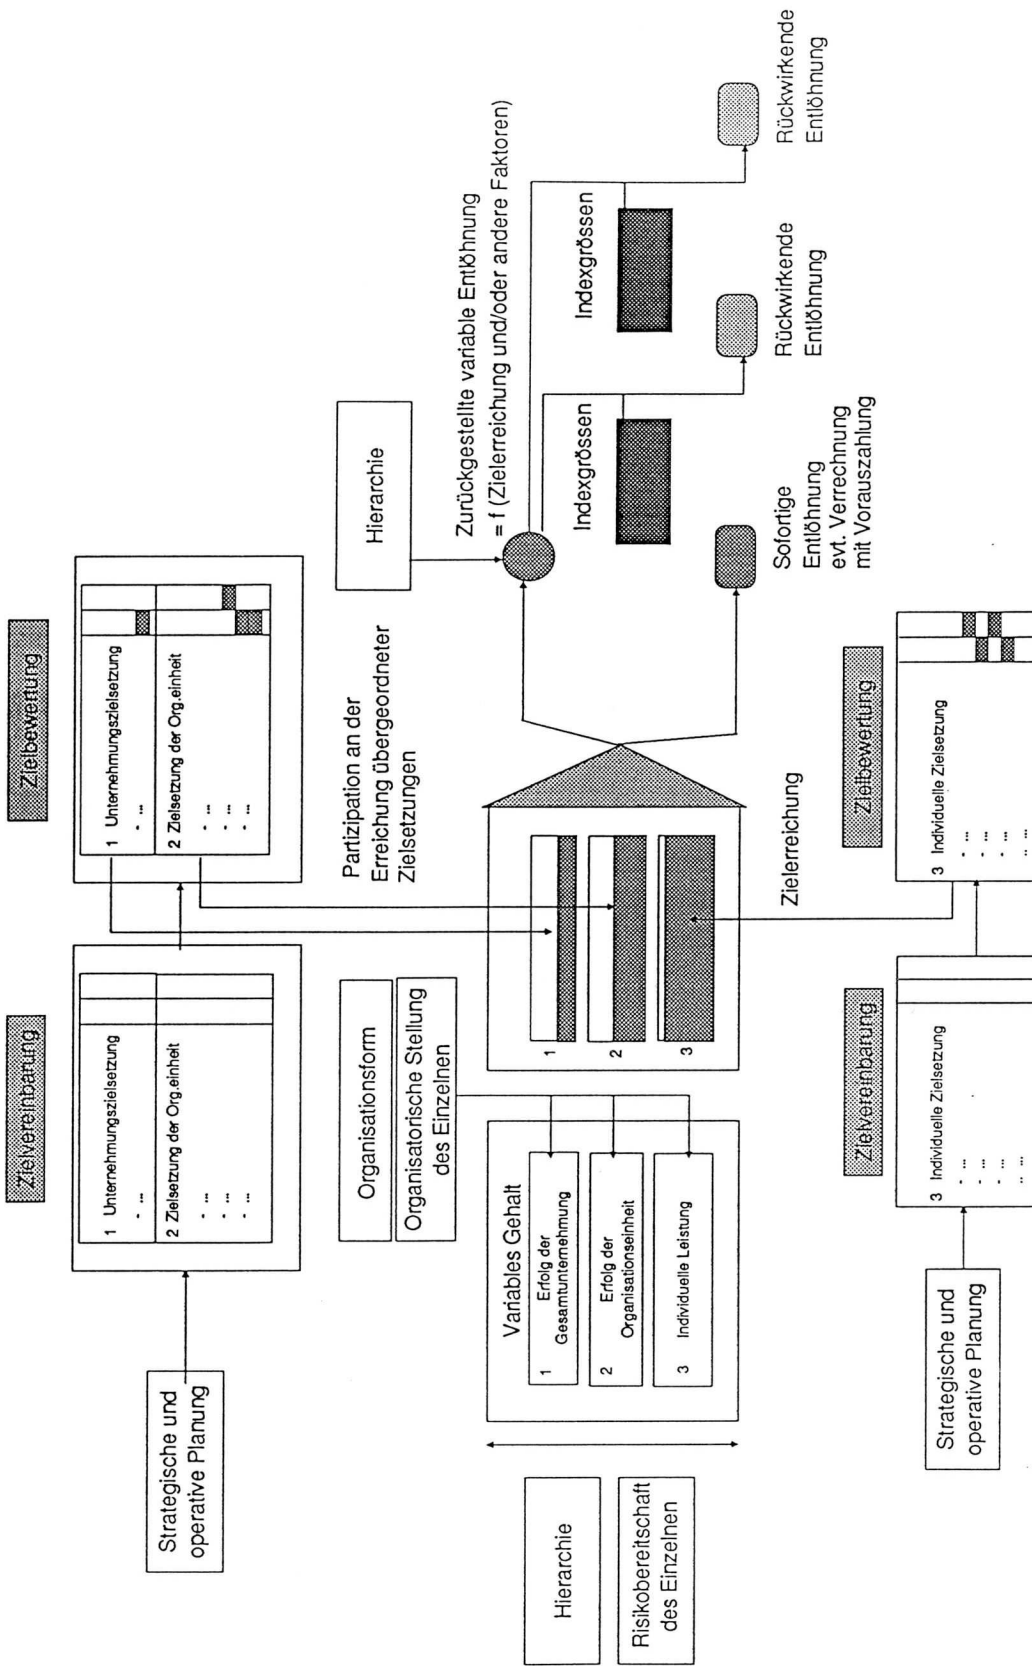 Strategische und
operative Planung
Zielvereinbarung
1 Unternehmungszielsetzung
- ...
2 Zielsetzung der Org.einheit
- ...
- ...
- ...
Zielbewertung
1 Unternehmungszielsetzung
- ...
2 Zielsetzung der Org.einheit
- ...
- ...
- ...
Organisationsform
Organisatorische Stellung
des Einzelnen
Partizipation an der
Erreichung übergeordneter
Zielsetzungen
Hierarchie
Hierarchie
Risikobereitschaft
des Einzelnen
Variables Gehalt
1 Erfolg der
Gesamtunternehmung
2 Erfolg der
Organisationseinheit
3 Individuelle Leistung
1
2
3
Zurückgestellte variable Entlöhnung
= f (Zielerreichung und/oder andere Faktoren)
Indexgrössen
Indexgrössen
Sofortige
Entlöhnung
evt. Verrechnung
mit Vorauszahlung
Rückwirkende
Entlöhnung
Rückwirkende
Entlöhnung
Zielerreichung
Strategische und
operative Planung
Zielvereinbarung
3 Individuelle Zielsetzung
- ...
- ...
- ...
.. ...
Zielbewertung
3 Individuelle Zielsetzung
- ...
- ...
- ...
.. ...